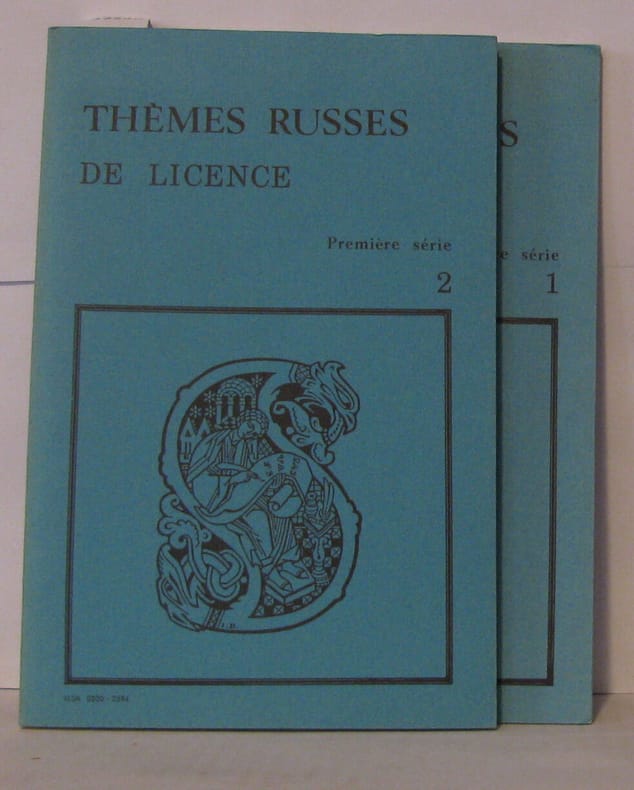 THÈMES RUSSES
DE LICENCE
Première série
2
S
e série
1